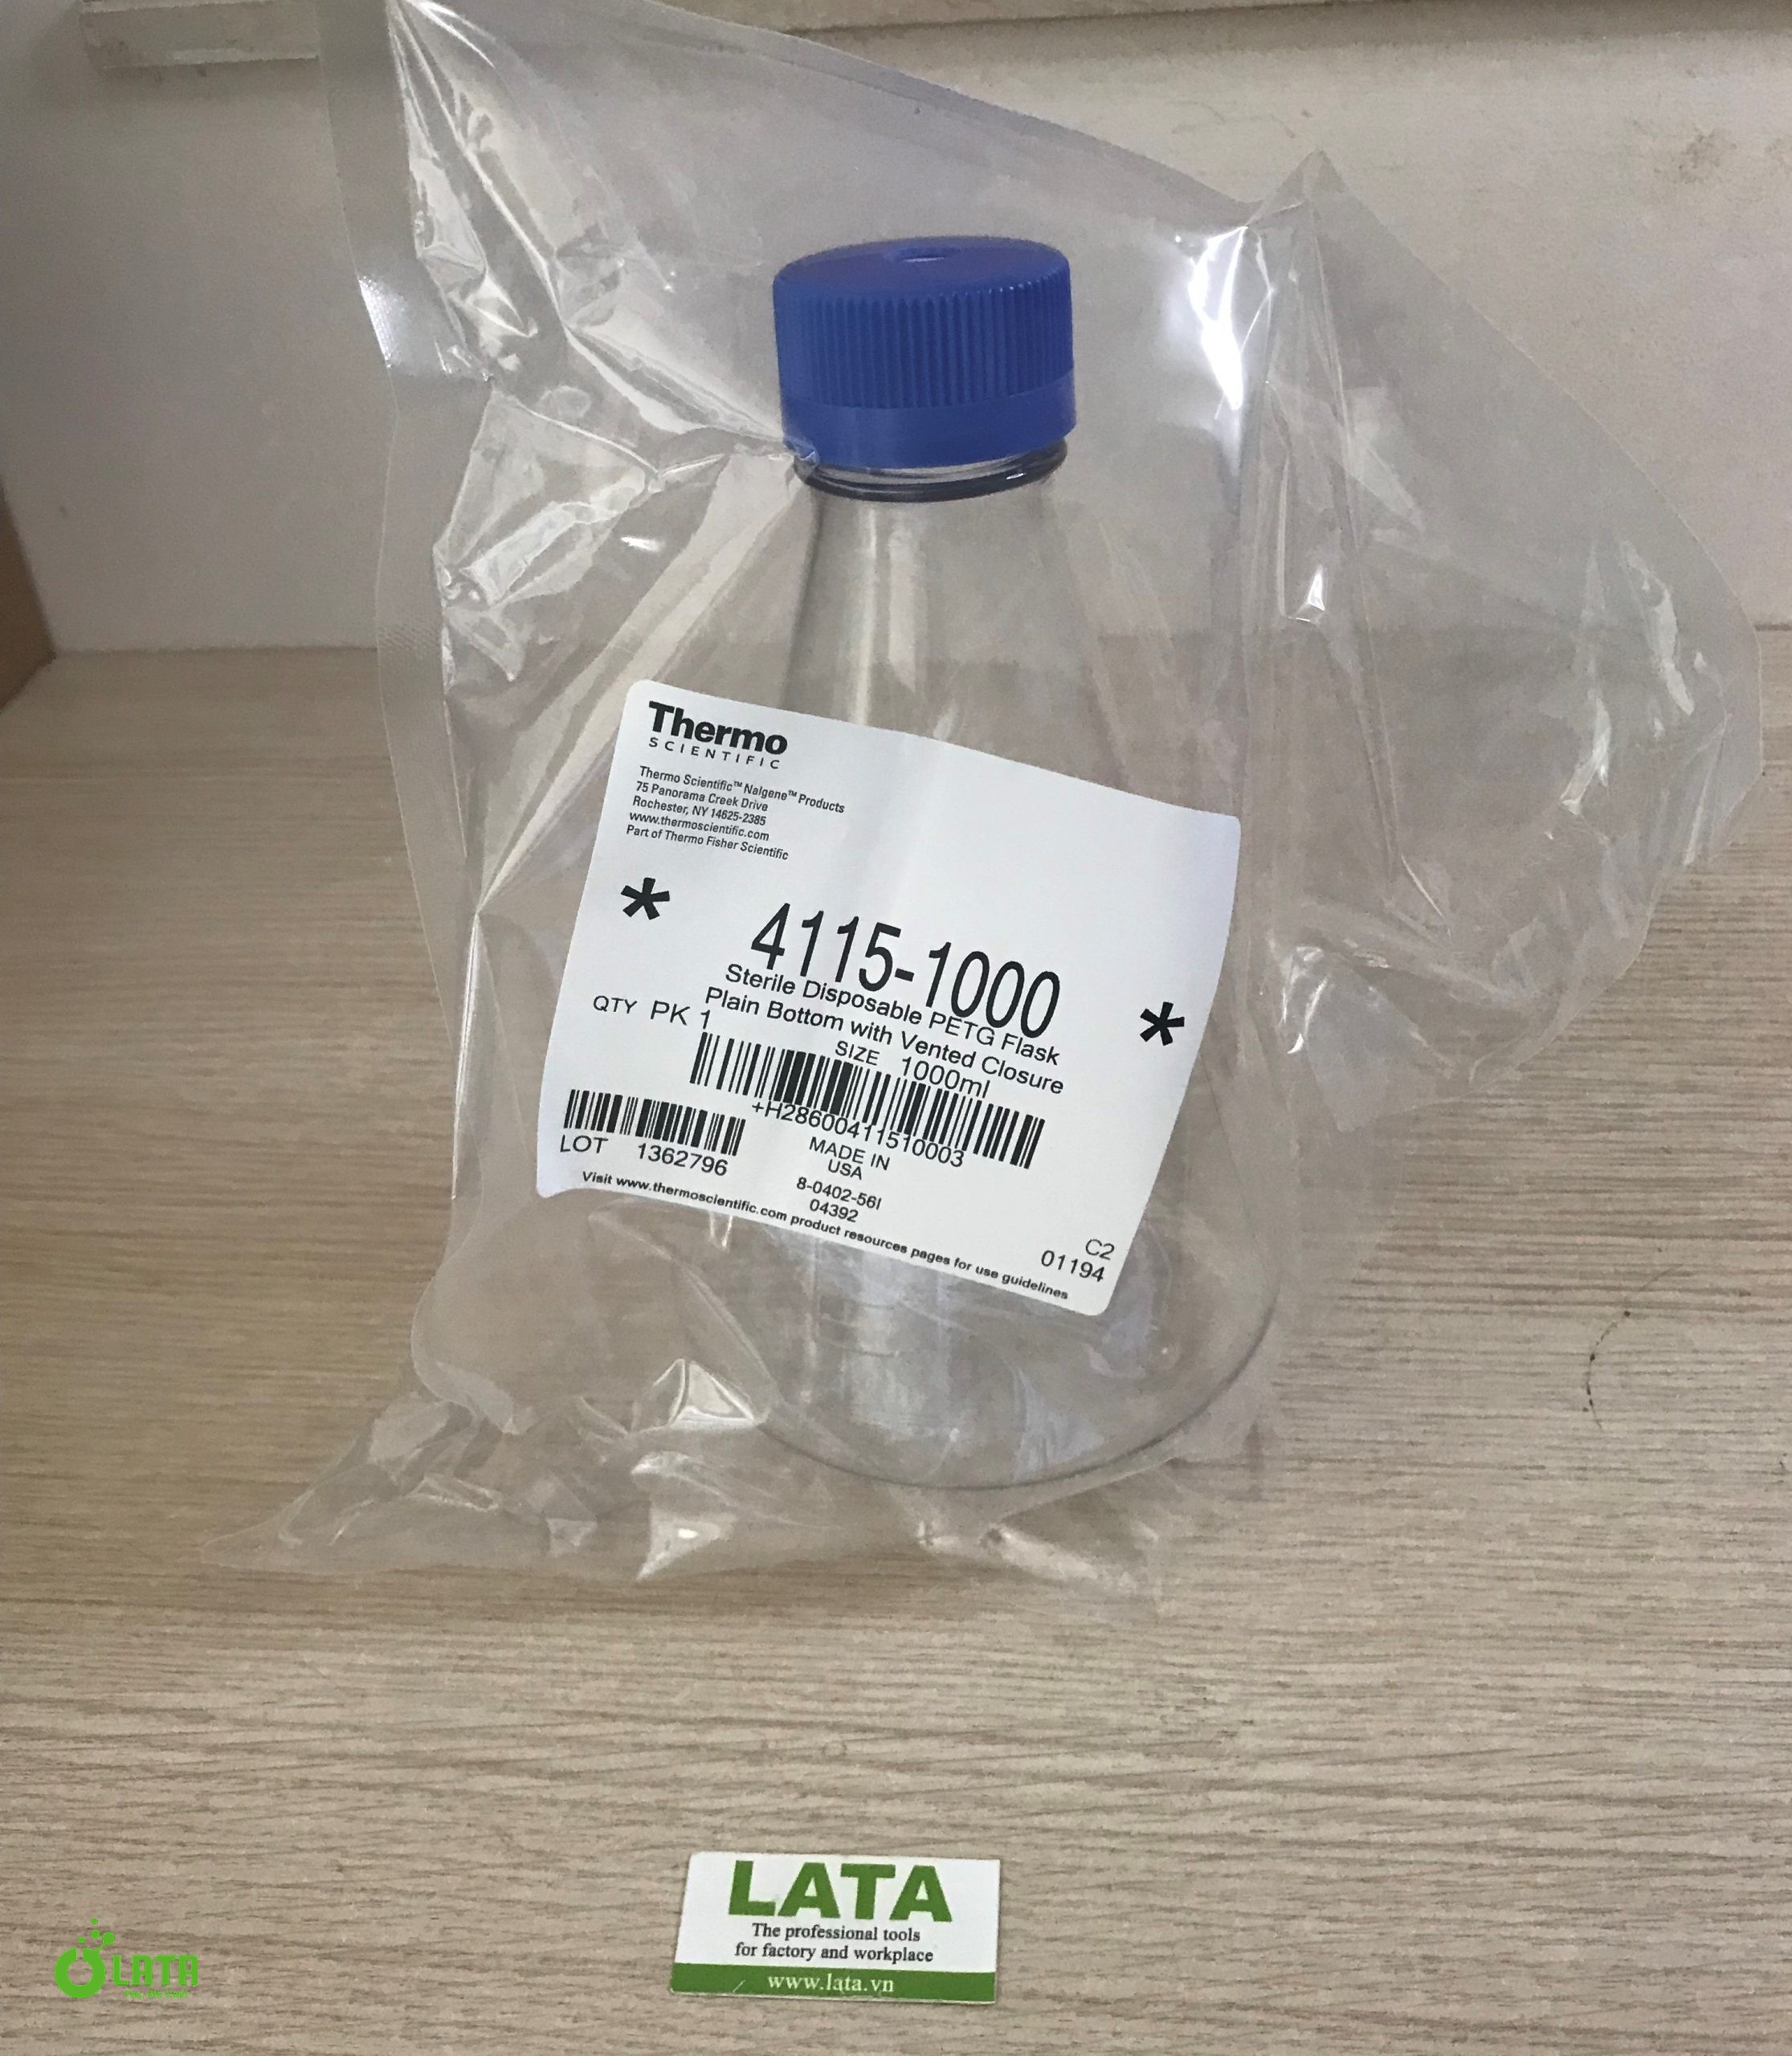 Thermo
SCIENTIFIC
Thermo Scientific™ Nalgene™ Products
75 Panorama Creek Drive
Rochester, NY 14625-2385
www.thermoscientific.com
Part of Thermo Fisher Scientific
* 4115-1000 *
Sterile Disposable PETG Flask
Plain Bottom with Vented Closure
QTY PK 1
SIZE 1000ml
+H28600411510003
LOT 1362796
MADE IN
USA
8-0402-56I
04392
C2
01194
Visit www.thermoscientific.com product resources pages for use guidelines
LATA
The professional tools
for factory and workplace
www.lata.vn
LATA